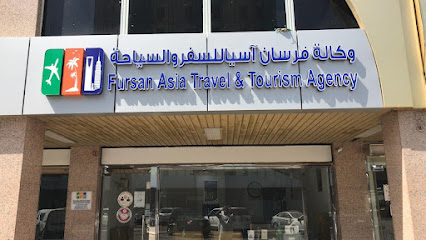 وكالة فرسان آسيا للسفر والسياحة
Fursan Asia Travel & Tourism Agency